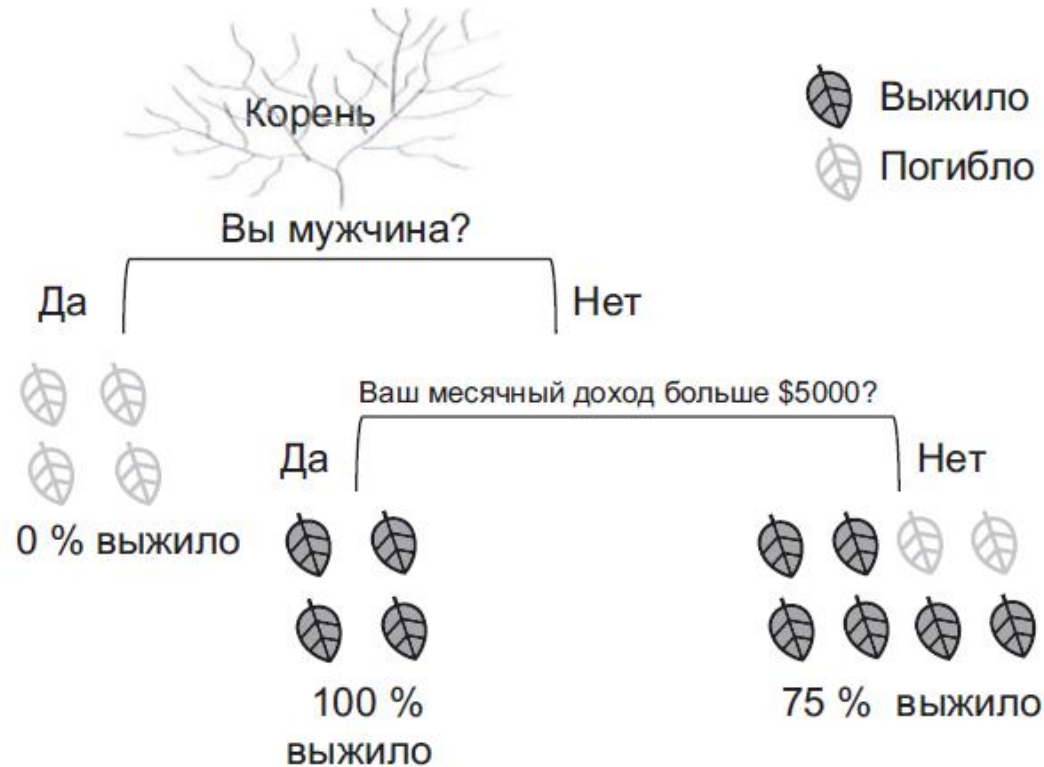 Корень
Выжило
Погибло
Вы мужчина?
Да
Нет
Ваш месячный доход больше $5000?
Да
Нет
0 % выжило
100 %
выжило
75 % выжило